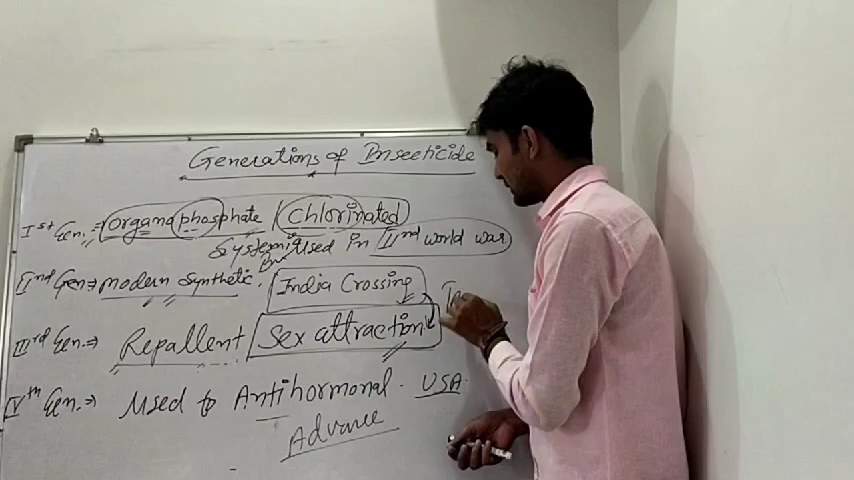 Generations of Insecticide
Ist Gen. ⇒ Organophosphate / Chlorinated
Systemic Used in IInd world war
IInd Gen ⇒ modern Synthetic.
India Crossing
IIIrd Gen. ⇒ Repallent Sex attraction
IVth Gen. ⇒ Used to Antihormonal. USA.
Advance